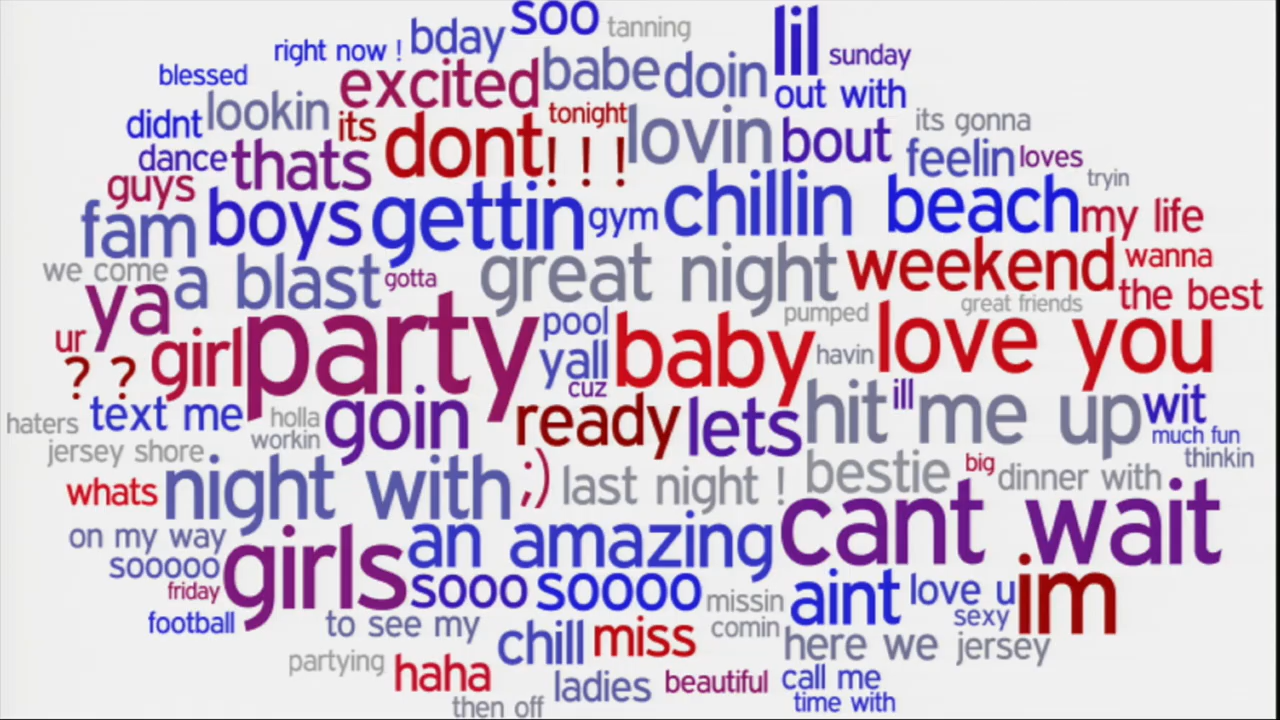 soo tanning lil
right now ! bday sunday
blessed excited babe doin out with
didnt lookin its dont tonight ! ! ! lovin bout its gonna
dance thats feelin loves
guys tryin
fam boys gettin gym chillin beach my life
we come a blast gotta great night weekend wanna
ya pumped great friends the best
ur girl party pool baby havin love you
? ? yall
cuz ill
haters text me holla goin ready lets hit me up wit
jersey shore workin much fun
whats night with ;) last night ! bestie big dinner with thinkin
on my way an amazing cant wait
sooooo girls sooo soooo missin aint love u im
friday sexy
football to see my chill miss comin here we jersey
partying haha ladies beautiful call me
then off time with